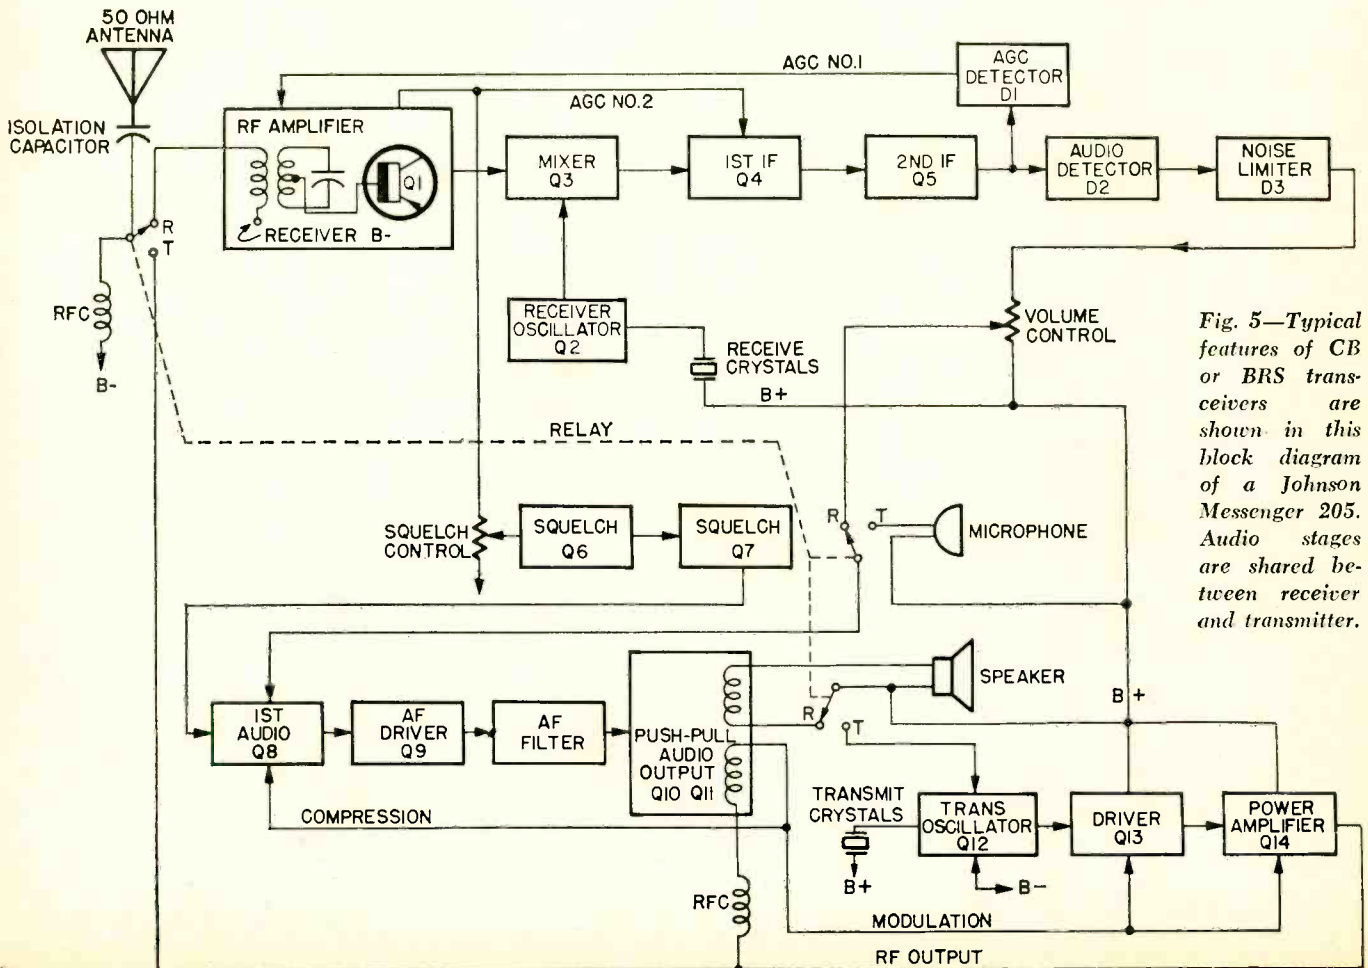 50 OHM
ANTENNA
ISOLATION
CAPACITOR
RFC
B-
R
T
RF AMPLIFIER
Q1
RECEIVER B-
AGC NO.1
AGC NO.2
AGC
DETECTOR
D1
MIXER
Q3
1ST IF
Q4
2ND IF
Q5
AUDIO
DETECTOR
D2
NOISE
LIMITER
D3
RECEIVER
OSCILLATOR
Q2
RECEIVE
CRYSTALS
B+
VOLUME
CONTROL
Fig. 5—Typical
features of CB
or BRS trans-
ceivers are
shown in this
block diagram
of a Johnson
Messenger 205.
Audio stages
are shared be-
tween receiver
and transmitter.
RELAY
SQUELCH
CONTROL
SQUELCH
Q6
SQUELCH
Q7
R
T
MICROPHONE
SPEAKER
B+
R
T
1ST
AUDIO
Q8
AF
DRIVER
Q9
AF
FILTER
PUSH-PULL
AUDIO
OUTPUT
Q10 Q11
COMPRESSION
TRANSMIT
CRYSTALS
B+
TRANS
OSCILLATOR
Q12
B-
DRIVER
Q13
POWER
AMPLIFIER
Q14
RFC
MODULATION
RF OUTPUT